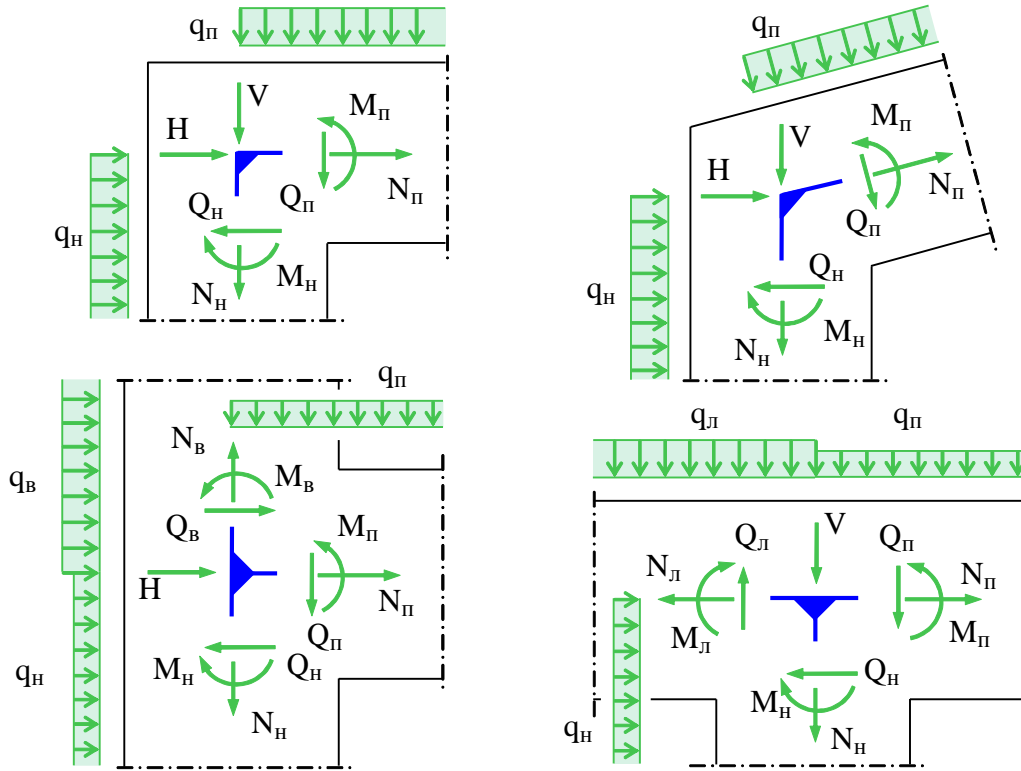 qп
V
Mп
H
Nп
Qн
Qп
qн
Mн
Nн
qп
V
Mп
H
Nп
Qп
Qн
qн
Mн
Nн
qп
Nв
Mв
qв
Qв
Mп
H
Nп
Qп
Mн
Qн
qн
Nн
qл
qп
V
Qл
Qп
Nл
Nп
Mл
Mп
Qн
Mн
qн
Nн